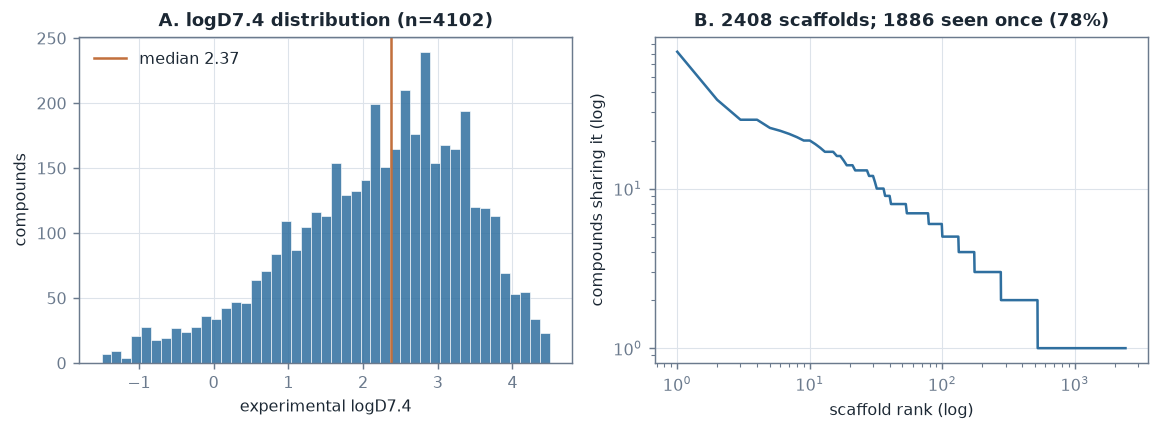 A. logD7.4 distribution (n=4102)
median 2.37
250
200
150
100
50
0
compounds
−1
0
1
2
3
4
experimental logD7.4
B. 2408 scaffolds; 1886 seen once (78%)
10¹
10⁰
compounds sharing it (log)
10⁰
10¹
10²
10³
scaffold rank (log)